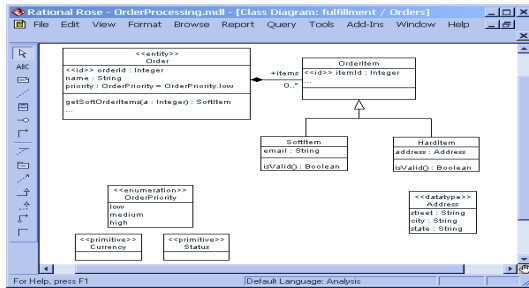 Rational Rose - OrderProcessing.mdl - [Class Diagram: fulfillment / Orders]
File Edit View Format Browse Report Query Tools Add-Ins Window Help
ABC
<<entity>>
Order
<<id>> orderId : Integer
name : String
priority : OrderPriority = OrderPriority.low
...
getSoftOrderItems(a : Integer) : SoftItem
...
+items
0..*
OrderItem
<<id>> itemId : Integer
...
SoftItem
email : String
isValid() : Boolean
HardItem
address : Address
isValid() : Boolean
<<enumeration>>
OrderPriority
low
medium
high
<<datatype>>
Address
street : String
city : String
state : String
<<primitive>>
Currency
<<primitive>>
Status
For Help, press F1
Default Language: Analysis